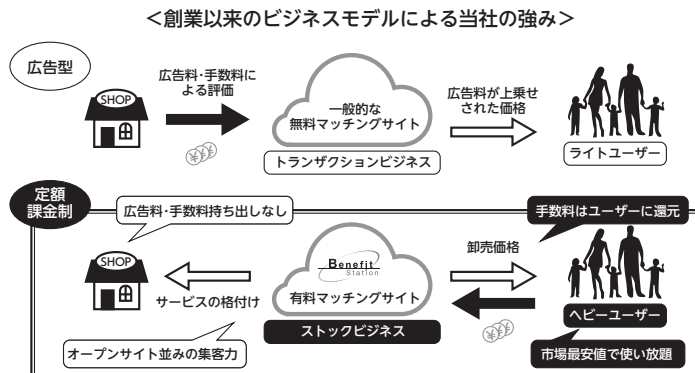 ＜創業以来のビジネスモデルによる当社の強み＞
広告型
SHOP
広告料･手数料に
よる評価
一般的な
無料マッチングサイト
トランザクションビジネス
広告料が上乗せ
された価格
ライトユーザー
定額
課金制
広告料･手数料持ち出しなし
手数料はユーザーに還元
SHOP
サービスの格付け
Benefit
Station
有料マッチングサイト
ストックビジネス
卸売価格
ヘビーユーザー
オープンサイト並みの集客力
市場最安値で使い放題
¥¥¥
¥¥¥